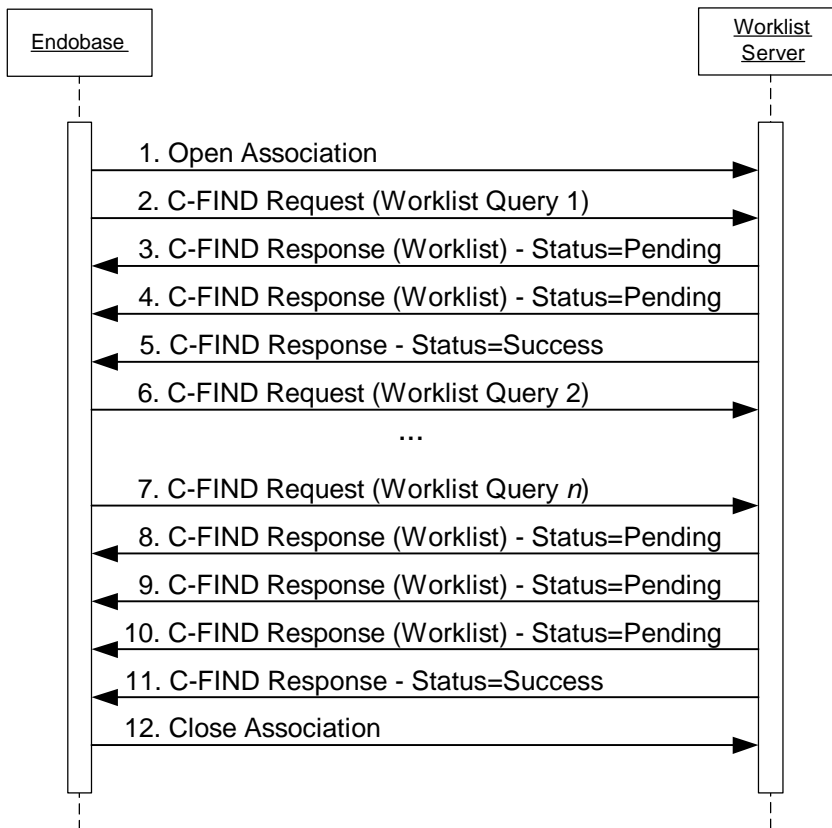 Endobase
Worklist
Server
1. Open Association
2. C-FIND Request (Worklist Query 1)
3. C-FIND Response (Worklist) - Status=Pending
4. C-FIND Response (Worklist) - Status=Pending
5. C-FIND Response - Status=Success
6. C-FIND Request (Worklist Query 2)
...
7. C-FIND Request (Worklist Query n)
8. C-FIND Response (Worklist) - Status=Pending
9. C-FIND Response (Worklist) - Status=Pending
10. C-FIND Response (Worklist) - Status=Pending
11. C-FIND Response - Status=Success
12. Close Association